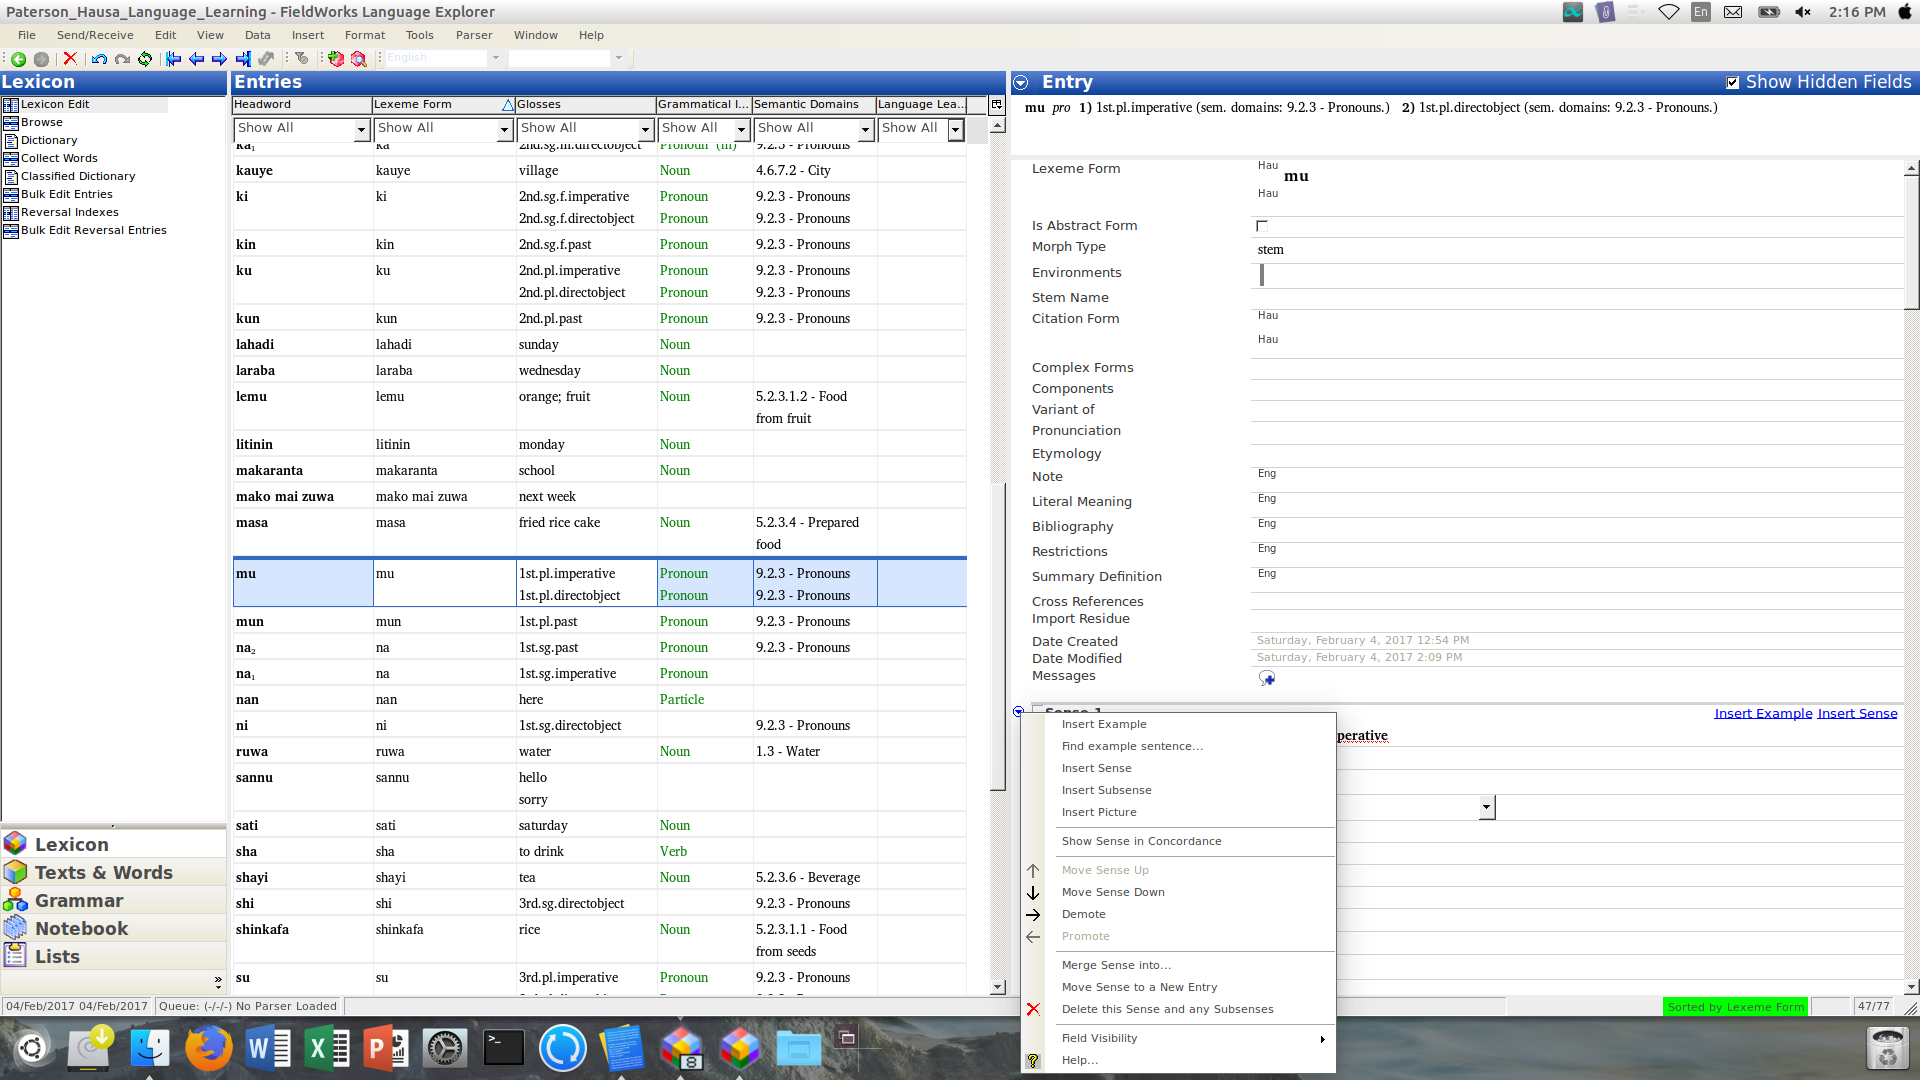 Paterson_Hausa_Language_Learning - FieldWorks Language Explorer
En
2:16 PM
File Send/Receive Edit View Data Insert Format Tools Parser Window Help
English
Lexicon
Lexicon Edit
Browse
Dictionary
Collect Words
Classified Dictionary
Bulk Edit Entries
Reversal Indexes
Bulk Edit Reversal Entries
Lexicon
Texts & Words
Grammar
Notebook
Lists
»
Entries
Headword Lexeme Form Glosses Grammatical I... Semantic Domains Language Lea...
Show All Show All Show All Show All Show All Show All
ka₁ ka 2nd.sg.m.directobject Pronoun (m) 9.2.3 - Pronouns
kauye kauye village Noun 4.6.7.2 - City
ki ki 2nd.sg.f.imperative Pronoun 9.2.3 - Pronouns
2nd.sg.f.directobject Pronoun 9.2.3 - Pronouns
kin kin 2nd.sg.f.past Pronoun 9.2.3 - Pronouns
ku ku 2nd.pl.imperative Pronoun 9.2.3 - Pronouns
2nd.pl.directobject Pronoun 9.2.3 - Pronouns
kun kun 2nd.pl.past Pronoun 9.2.3 - Pronouns
lahadi lahadi sunday Noun
laraba laraba wednesday Noun
lemu lemu orange; fruit Noun 5.2.3.1.2 - Food
from fruit
litinin litinin monday Noun
makaranta makaranta school Noun
mako mai zuwa mako mai zuwa next week
masa masa fried rice cake Noun 5.2.3.4 - Prepared
food
mu mu 1st.pl.imperative Pronoun 9.2.3 - Pronouns
1st.pl.directobject Pronoun 9.2.3 - Pronouns
mun mun 1st.pl.past Pronoun 9.2.3 - Pronouns
na₂ na 1st.sg.past Pronoun 9.2.3 - Pronouns
na₁ na 1st.sg.imperative Pronoun
nan nan here Particle
ni ni 1st.sg.directobject 9.2.3 - Pronouns
ruwa ruwa water Noun 1.3 - Water
sannu sannu hello
sorry
sati sati saturday Noun
sha sha to drink Verb
shayi shayi tea Noun 5.2.3.6 - Beverage
shi shi 3rd.sg.directobject 9.2.3 - Pronouns
shinkafa shinkafa rice Noun 5.2.3.1.1 - Food
from seeds
su su 3rd.pl.imperative Pronoun 9.2.3 - Pronouns
Entry
Show Hidden Fields
mu pro 1) 1st.pl.imperative (sem. domains: 9.2.3 - Pronouns.) 2) 1st.pl.directobject (sem. domains: 9.2.3 - Pronouns.)
Lexeme Form Hau mu
Hau
Is Abstract Form
Morph Type stem
Environments
Stem Name
Citation Form Hau
Hau
Complex Forms
Components
Variant of
Pronunciation
Etymology
Note Eng
Literal Meaning Eng
Bibliography Eng
Restrictions Eng
Summary Definition Eng
Cross References
Import Residue
Date Created Saturday, February 4, 2017 12:54 PM
Date Modified Saturday, February 4, 2017 2:09 PM
Messages
Sense 1 Insert Example Insert Sense
perative
Insert Example
Find example sentence...
Insert Sense
Insert Subsense
Insert Picture
Show Sense in Concordance
Move Sense Up
Move Sense Down
Demote
Promote
Merge Sense into...
Move Sense to a New Entry
Delete this Sense and any Subsenses
Field Visibility
Help...
04/Feb/2017 04/Feb/2017 Queue: (-/-/-) No Parser Loaded Sorted by Lexeme Form 47/77
8